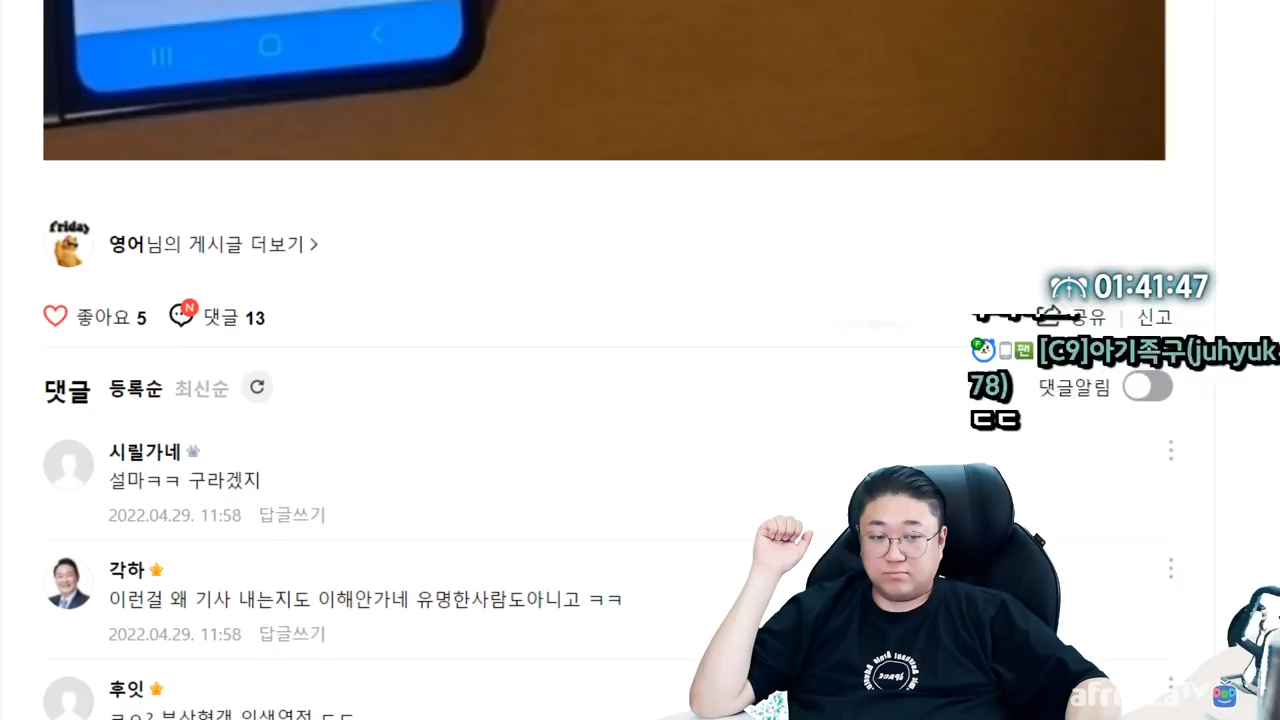 friday
영어님의 게시글 더보기 >
01:41:47
좋아요 5 N 댓글 13
공유 | 신고
팬 [C9]아기족구(juhyuk
78)
ㄷㄷ
댓글 등록순 최신순
댓글알림
시릴가네
설마ㅋㅋ 구라겠지
2022.04.29. 11:58 답글쓰기
각하
이런걸 왜 기사 내는지도 이해안가네 유명한사람도아니고 ㅋㅋ
2022.04.29. 11:58 답글쓰기
후잇
afreecaTV